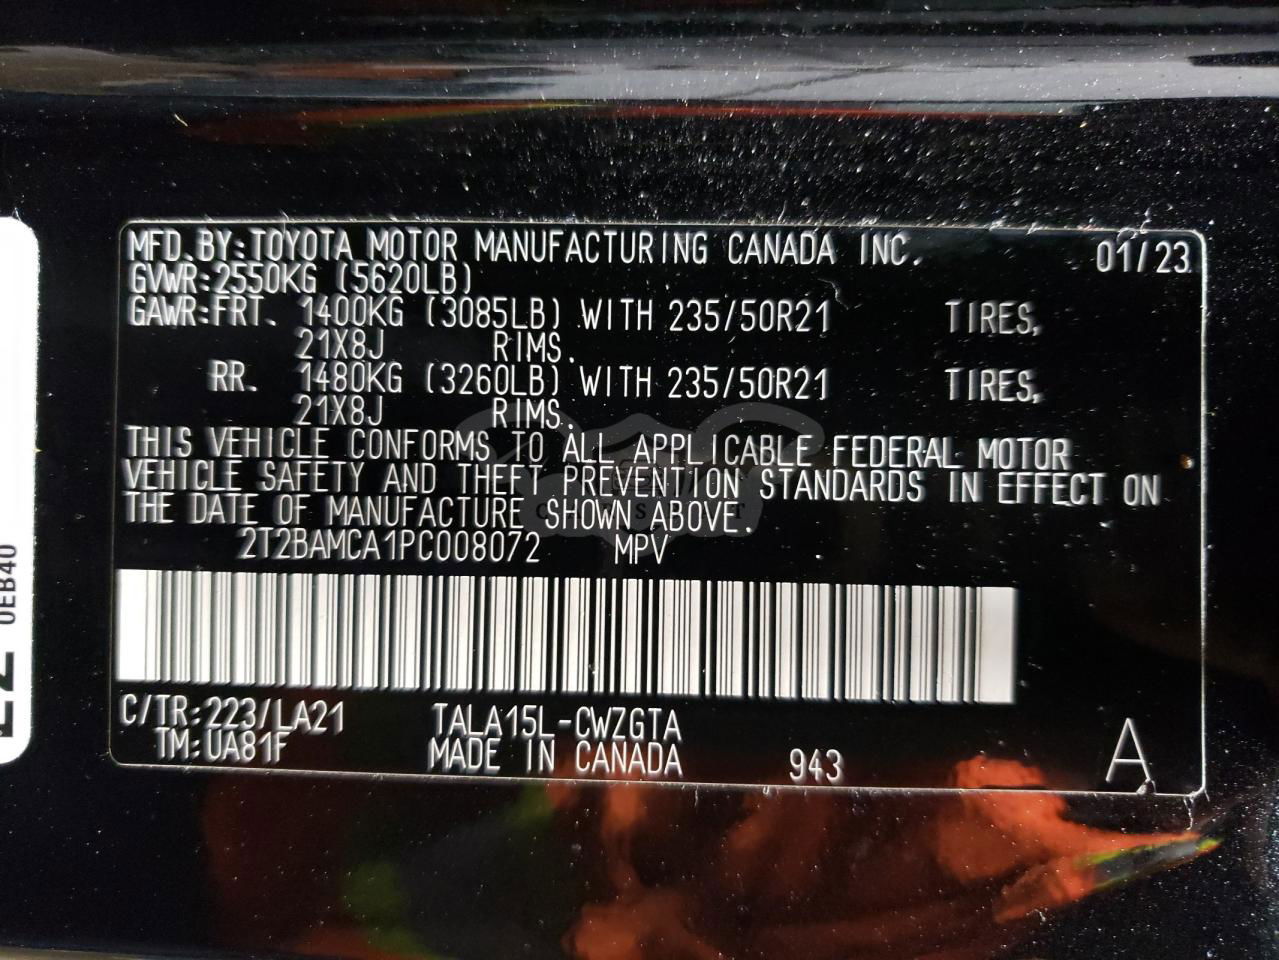 MFD.BY:TOYOTA MOTOR MANUFACTURING CANADA INC. 01/23
GVWR:2550KG (5620LB)
GAWR:FRT. 1400KG (3085LB) WITH 235/50R21 TIRES,
21X8J RIMS.
RR. 1480KG (3260LB) WITH 235/50R21 TIRES,
21X8J RIMS.
THIS VEHICLE CONFORMS TO ALL APPLICABLE FEDERAL MOTOR
VEHICLE SAFETY AND THEFT PREVENTION STANDARDS IN EFFECT ON
THE DATE OF MANUFACTURE SHOWN ABOVE.
2T2BAMCA1PC008072 MPV
C/TR:223/LA21 TALA15L-CWZGTA
TM:UA81F MADE IN CANADA 943 A
0EB40